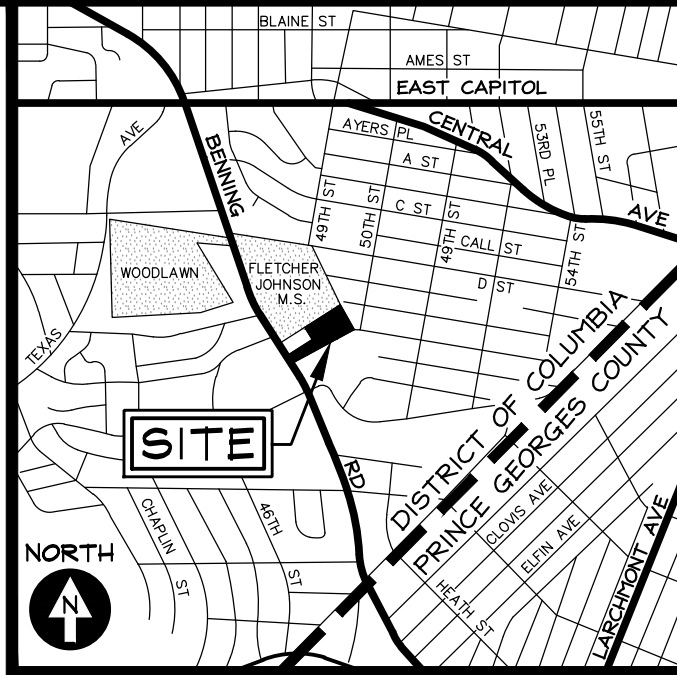 BLAINE ST
AMES ST
EAST CAPITOL
AVE
BENNING
AYERS PL
CENTRAL
53RD PL
55TH ST
A ST
49TH ST
50TH ST
C ST
49TH ST
CALL ST
AVE
54TH ST
WOODLAWN
FLETCHER
JOHNSON
M.S.
D ST
TEXAS
DISTRICT OF COLUMBIA
PRINCE GEORGES COUNTY
SITE
RD
CHAPLIN ST
46TH ST
CLOVIS AVE
ELFIN AVE
LARCHMONT AVE
NORTH
N
HEATH ST